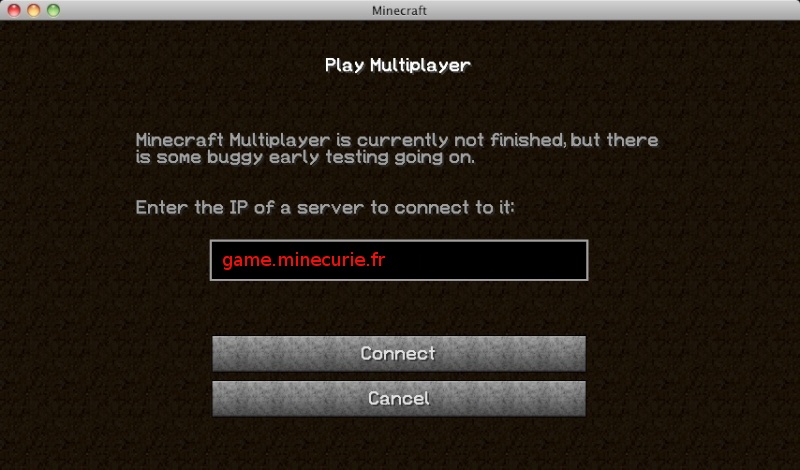 Minecraft
Play Multiplayer
Minecraft Multiplayer is currently not finished, but there
is some buggy early testing going on.
Enter the IP of a server to connect to it:
game.minecurie.fr
Connect
Cancel